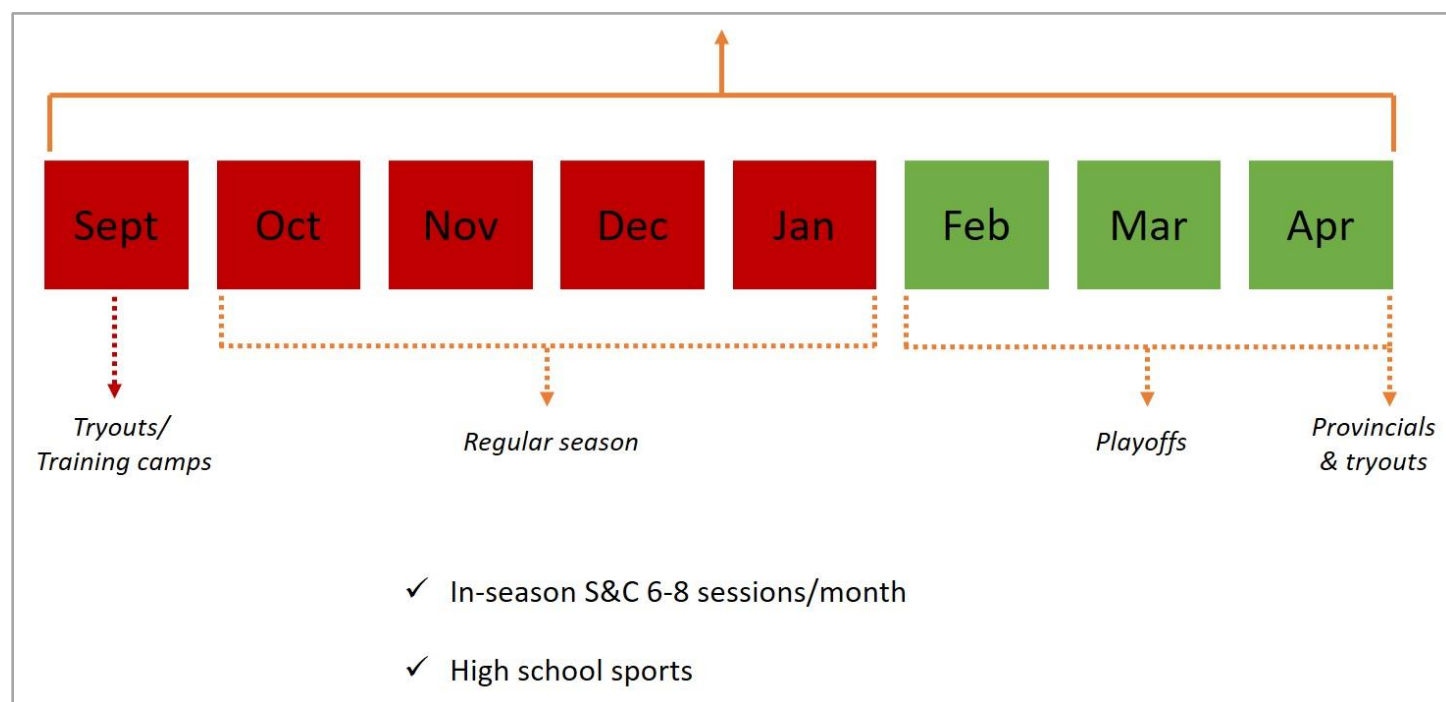 Sept Oct Nov Dec Jan Feb Mar Apr
Tryouts/
Training camps
Regular season
Playoffs
Provincials
& tryouts
✓ In-season S&C 6-8 sessions/month
✓ High school sports